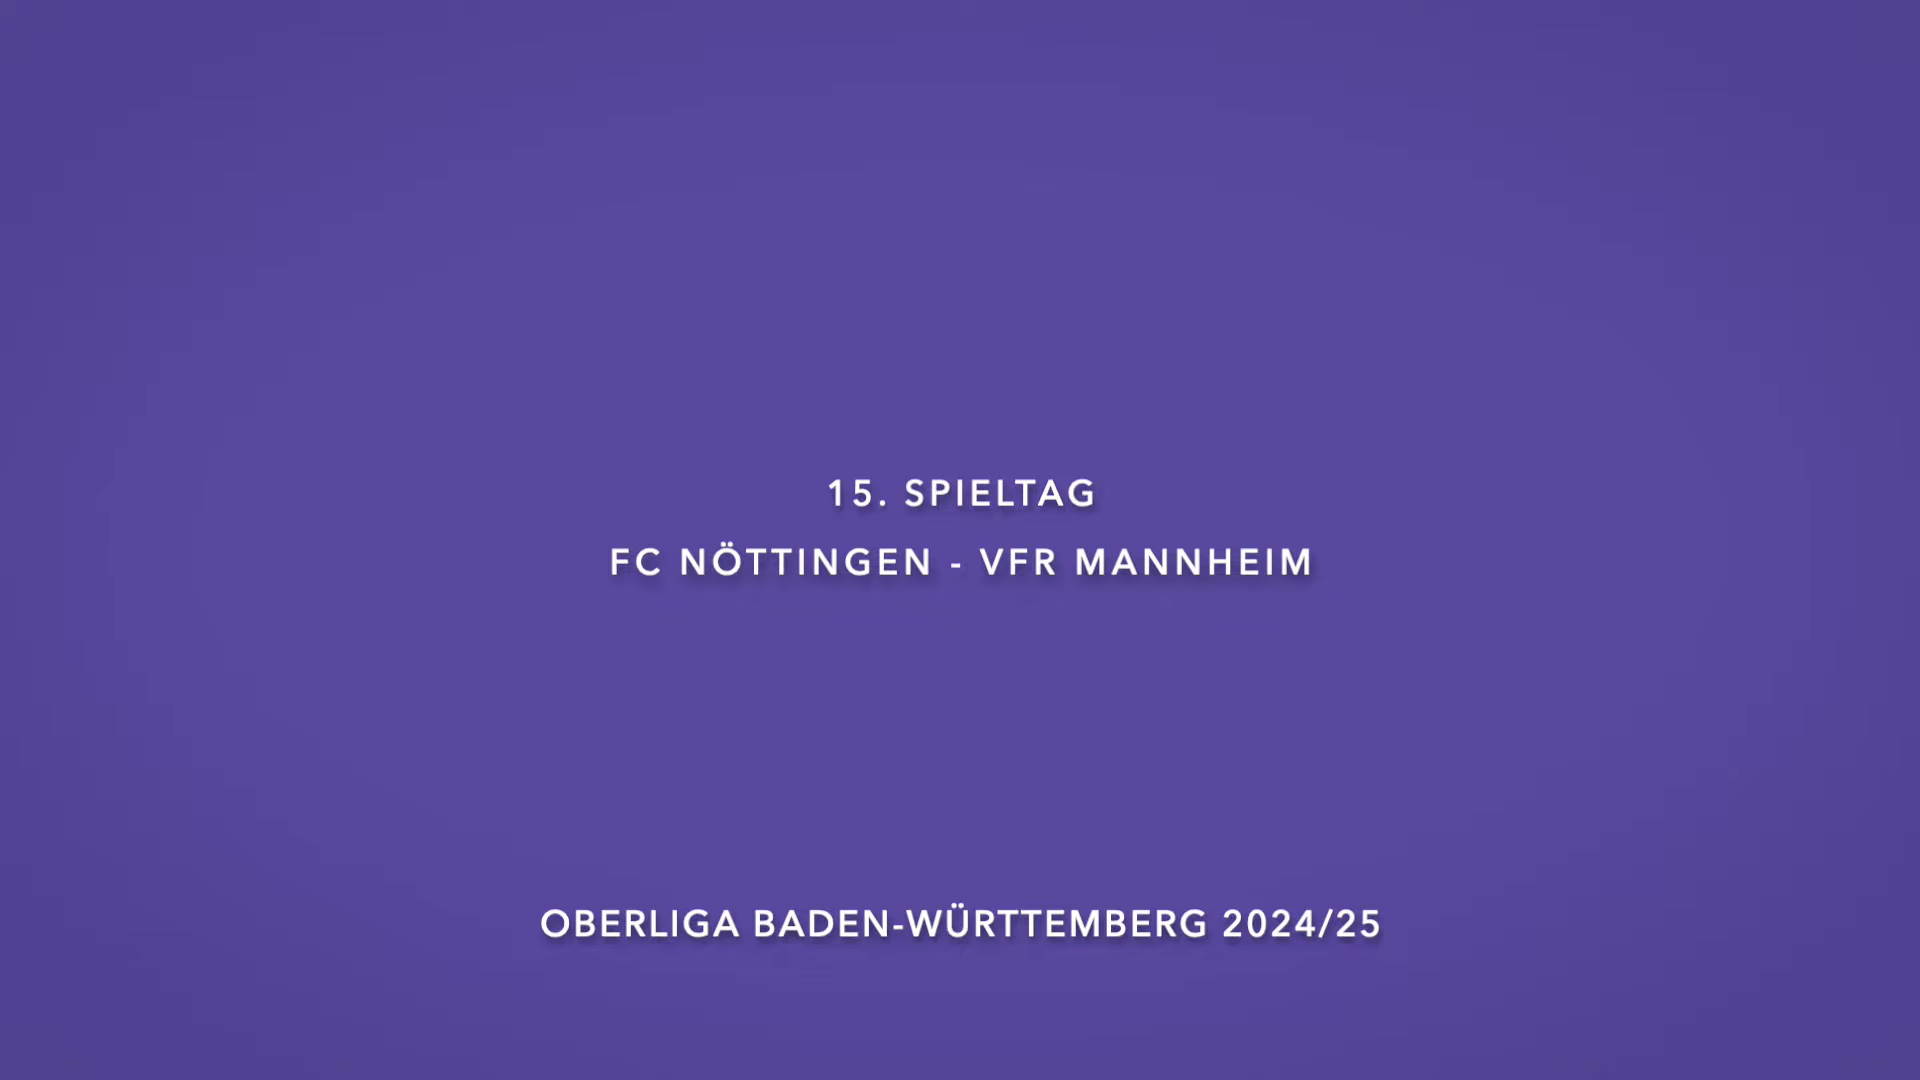 15. SPIELTAG
FC NÖTTINGEN - VFR MANNHEIM
OBERLIGA BADEN-WÜRTTEMBERG 2024/25